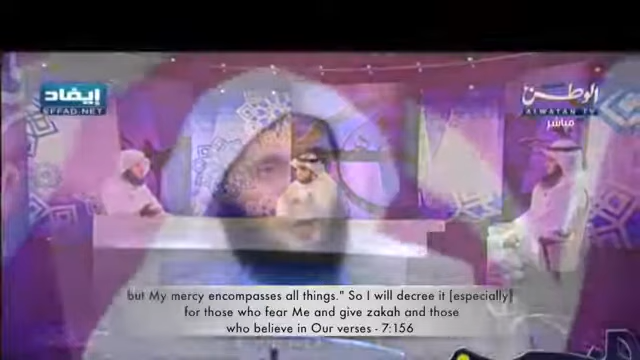 إيفاد
EFFAD.NET
الوطن
ALWATAN TV
مباشر
but My mercy encompasses all things." So I will decree it [especially]
for those who fear Me and give zakah and those
who believe in Our verses - 7:156